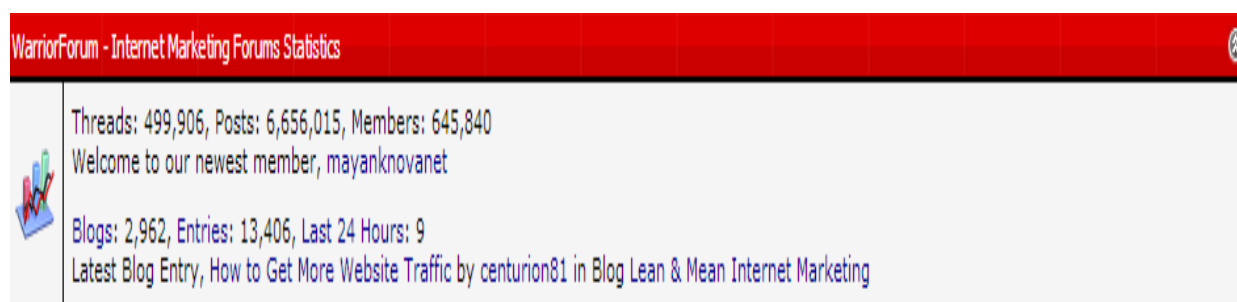 WarriorForum - Internet Marketing Forums Statistics
Threads: 499,906, Posts: 6,656,015, Members: 645,840
Welcome to our newest member, mayanknovanet
Blogs: 2,962, Entries: 13,406, Last 24 Hours: 9
Latest Blog Entry, How to Get More Website Traffic by centurion81 in Blog Lean & Mean Internet Marketing